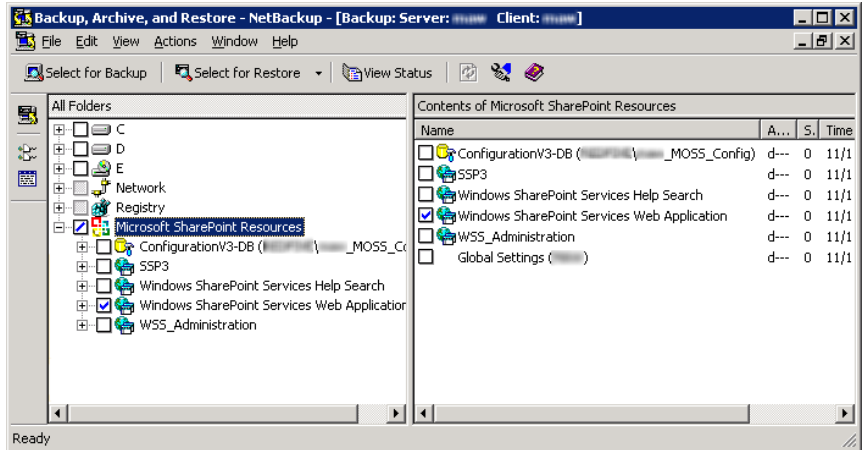 Backup, Archive, and Restore - NetBackup - [Backup: Server: Client: ]
File Edit View Actions Window Help
Select for Backup Select for Restore View Status
All Folders
C
D
E
Network
Registry
Microsoft SharePoint Resources
ConfigurationV3-DB ( \ _MOSS_Co
SSP3
Windows SharePoint Services Help Search
Windows SharePoint Services Web Application
WSS_Administration
Contents of Microsoft SharePoint Resources
Name A... S. Time
ConfigurationV3-DB ( \ _MOSS_Config) d--- 0 11/1
SSP3 d--- 0 11/1
Windows SharePoint Services Help Search d--- 0 11/1
Windows SharePoint Services Web Application d--- 0 11/1
WSS_Administration d--- 0 11/1
Global Settings ( ) d--- 0 11/1
Ready